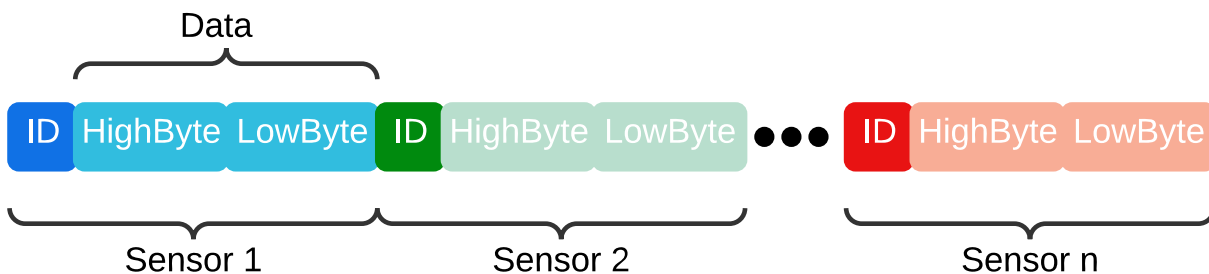 Data
ID HighByte LowByte ID HighByte LowByte ID HighByte LowByte
Sensor 1 Sensor 2 Sensor n